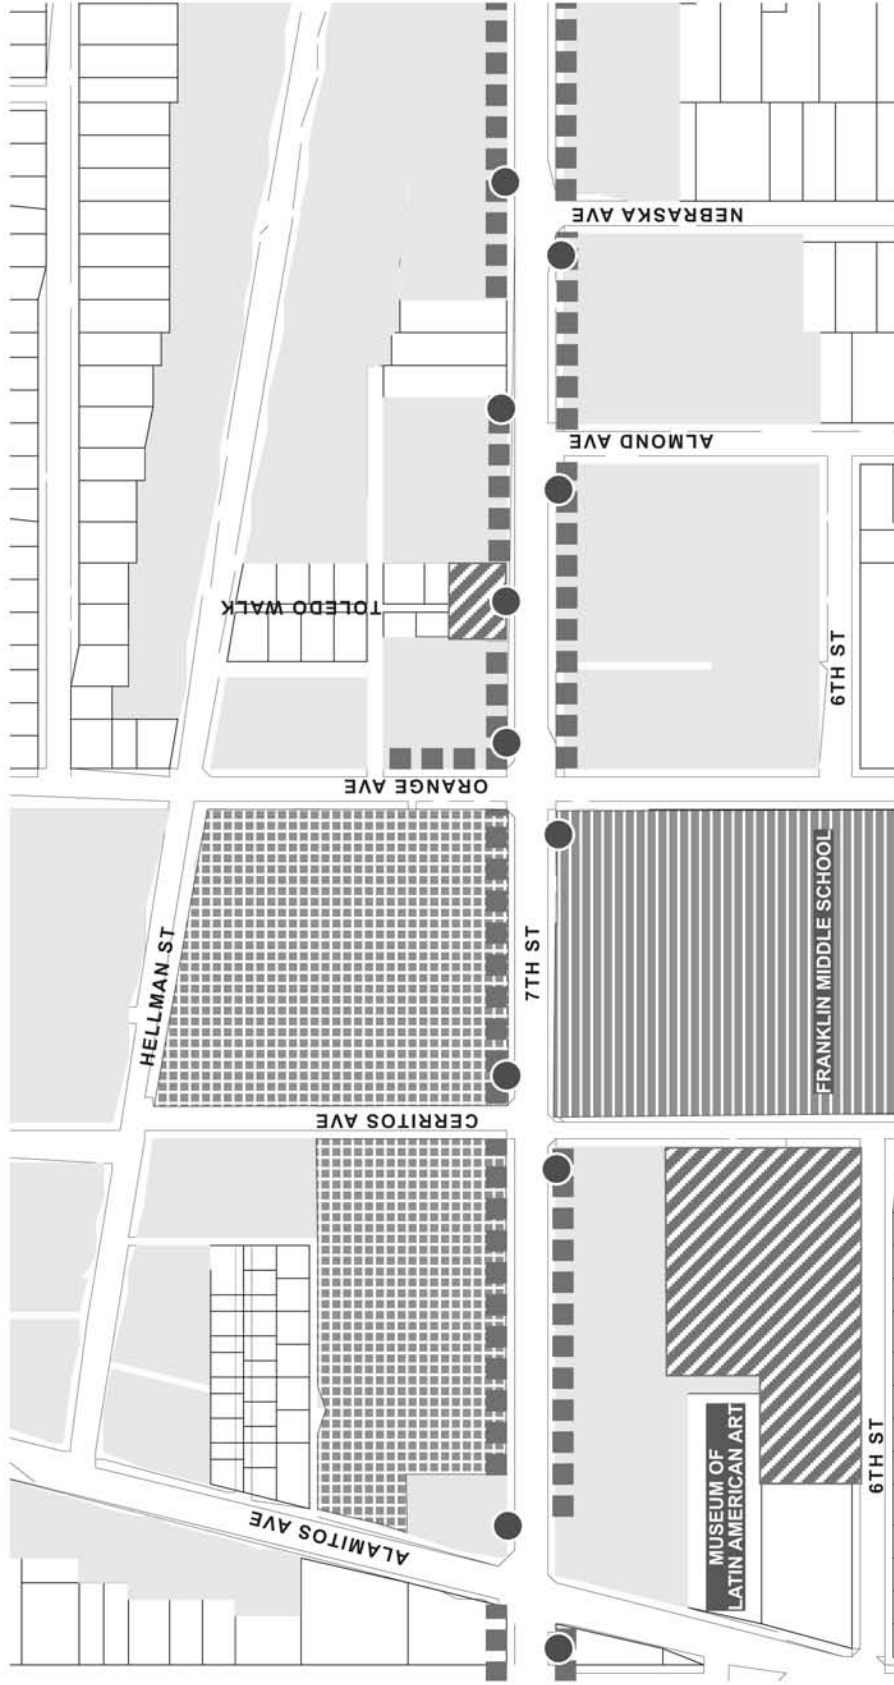 NEBRASKA AVE
ALMOND AVE
TOLEDO WALK
6TH ST
ORANGE AVE
HELLMAN ST
7TH ST
FRANKLIN MIDDLE SCHOOL
CERRITOS AVE
ALAMITOS AVE
MUSEUM OF
LATIN AMERICAN ART
6TH ST